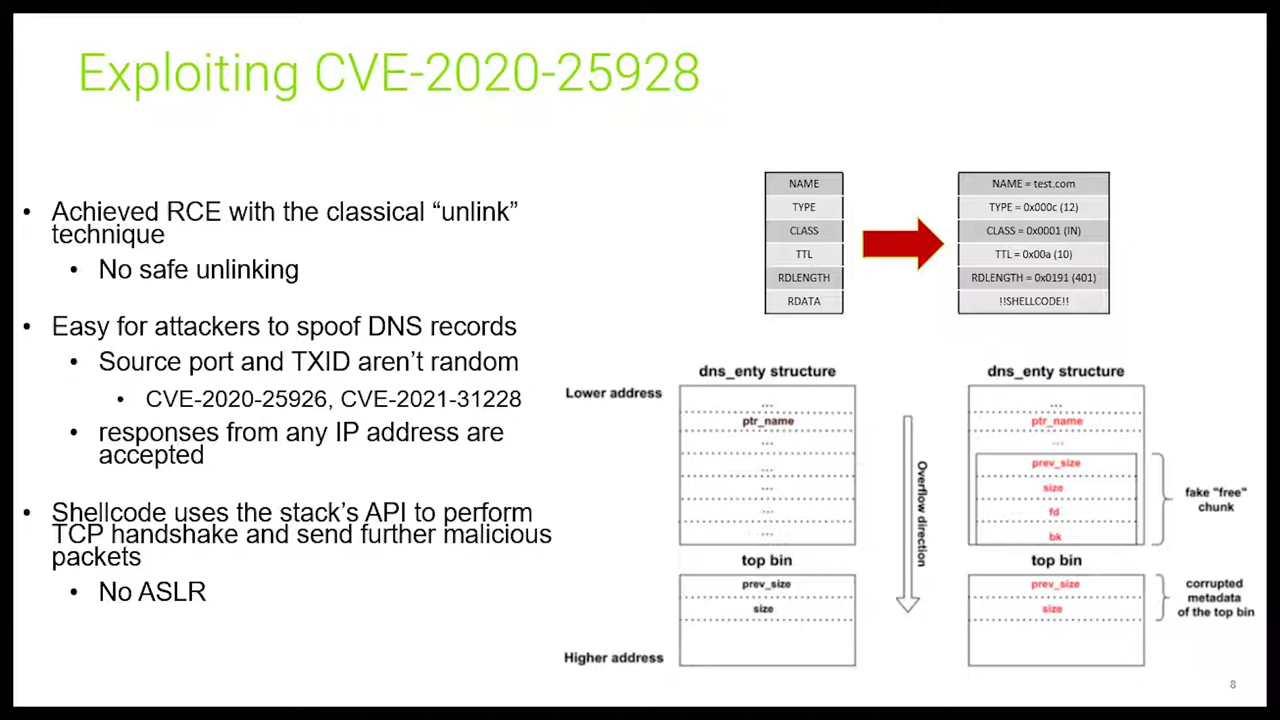 Exploiting CVE-2020-25928
• Achieved RCE with the classical “unlink”
technique
• No safe unlinking
• Easy for attackers to spoof DNS records
• Source port and TXID aren’t random
• CVE-2020-25926, CVE-2021-31228
• responses from any IP address are
accepted
• Shellcode uses the stack’s API to perform
TCP handshake and send further malicious
packets
• No ASLR
NAME
TYPE
CLASS
TTL
RDLENGTH
RDATA
NAME = test.com
TYPE = 0x000c (12)
CLASS = 0x0001 (IN)
TTL = 0x00a (10)
RDLENGTH = 0x0191 (401)
!!SHELLCODE!!
dns_enty structure
Lower address
...
ptr_name
...
...
...
...
...
top bin
prev_size
size
Higher address
Overflow direction
dns_enty structure
...
ptr_name
...
prev_size
size
fd
bk
fake "free"
chunk
top bin
prev_size
size
corrupted
metadata
of the top bin
8